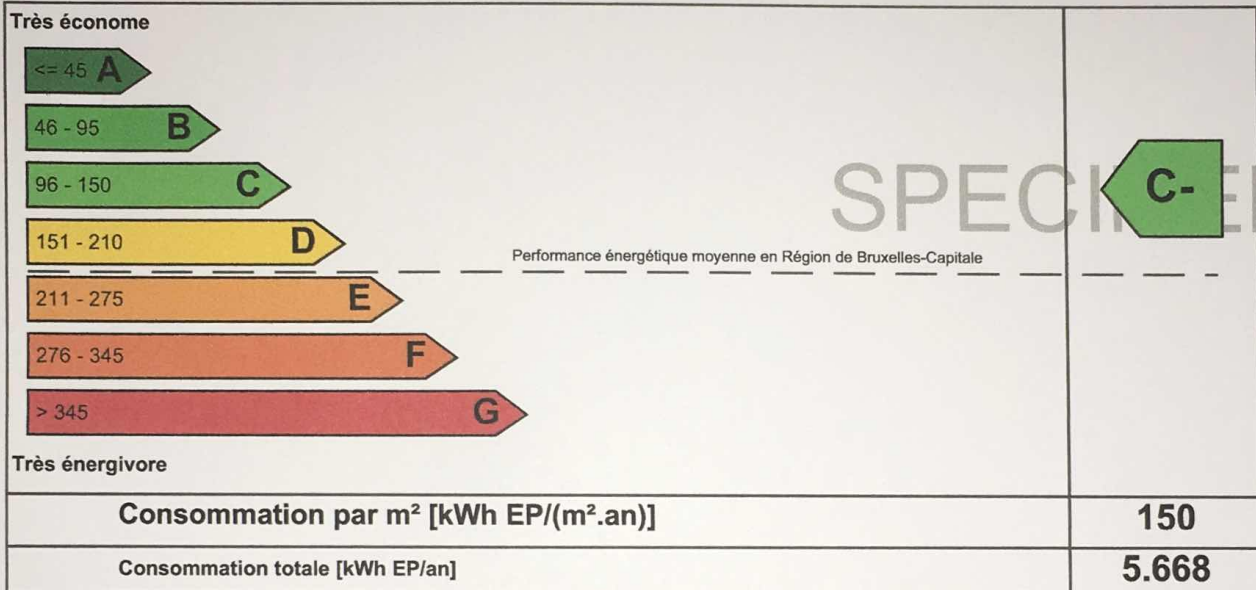 Très économe
<= 45 A
46 - 95 B
96 - 150 C
SPECI
C-
151 - 210 D
Performance énergétique moyenne en Région de Bruxelles-Capitale
211 - 275 E
276 - 345 F
> 345 G
Très énergivore
Consommation par m² [kWh EP/(m².an)] 150
Consommation totale [kWh EP/an] 5.668